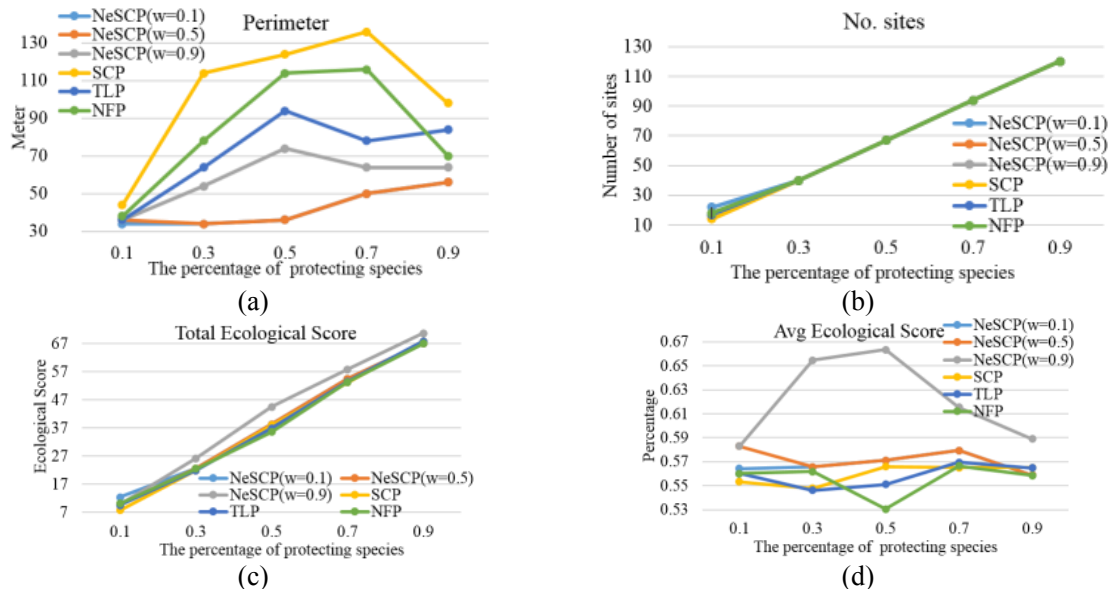 Perimeter
NeSCP(w=0.1)
NeSCP(w=0.5)
NeSCP(w=0.9)
SCP
TLP
NFP
Meter
130
110
90
70
50
30
0.1 0.3 0.5 0.7 0.9
The percentage of protecting species
(a)
No. sites
Number of sites
130
110
90
70
50
30
10
NeSCP(w=0.1)
NeSCP(w=0.5)
NeSCP(w=0.9)
SCP
TLP
NFP
0.1 0.3 0.5 0.7 0.9
The percentage of protecting species
(b)
Total Ecological Score
Ecological Score
67
57
47
37
27
17
7
NeSCP(w=0.1) NeSCP(w=0.5)
NeSCP(w=0.9) SCP
TLP NFP
0.1 0.3 0.5 0.7 0.9
The percentage of protecting species
(c)
Avg Ecological Score
NeSCP(w=0.1)
NeSCP(w=0.5)
NeSCP(w=0.9)
SCP
TLP
NFP
Percentage
0.67
0.65
0.63
0.61
0.59
0.57
0.55
0.53
0.1 0.3 0.5 0.7 0.9
The percentage of protecting species
(d)